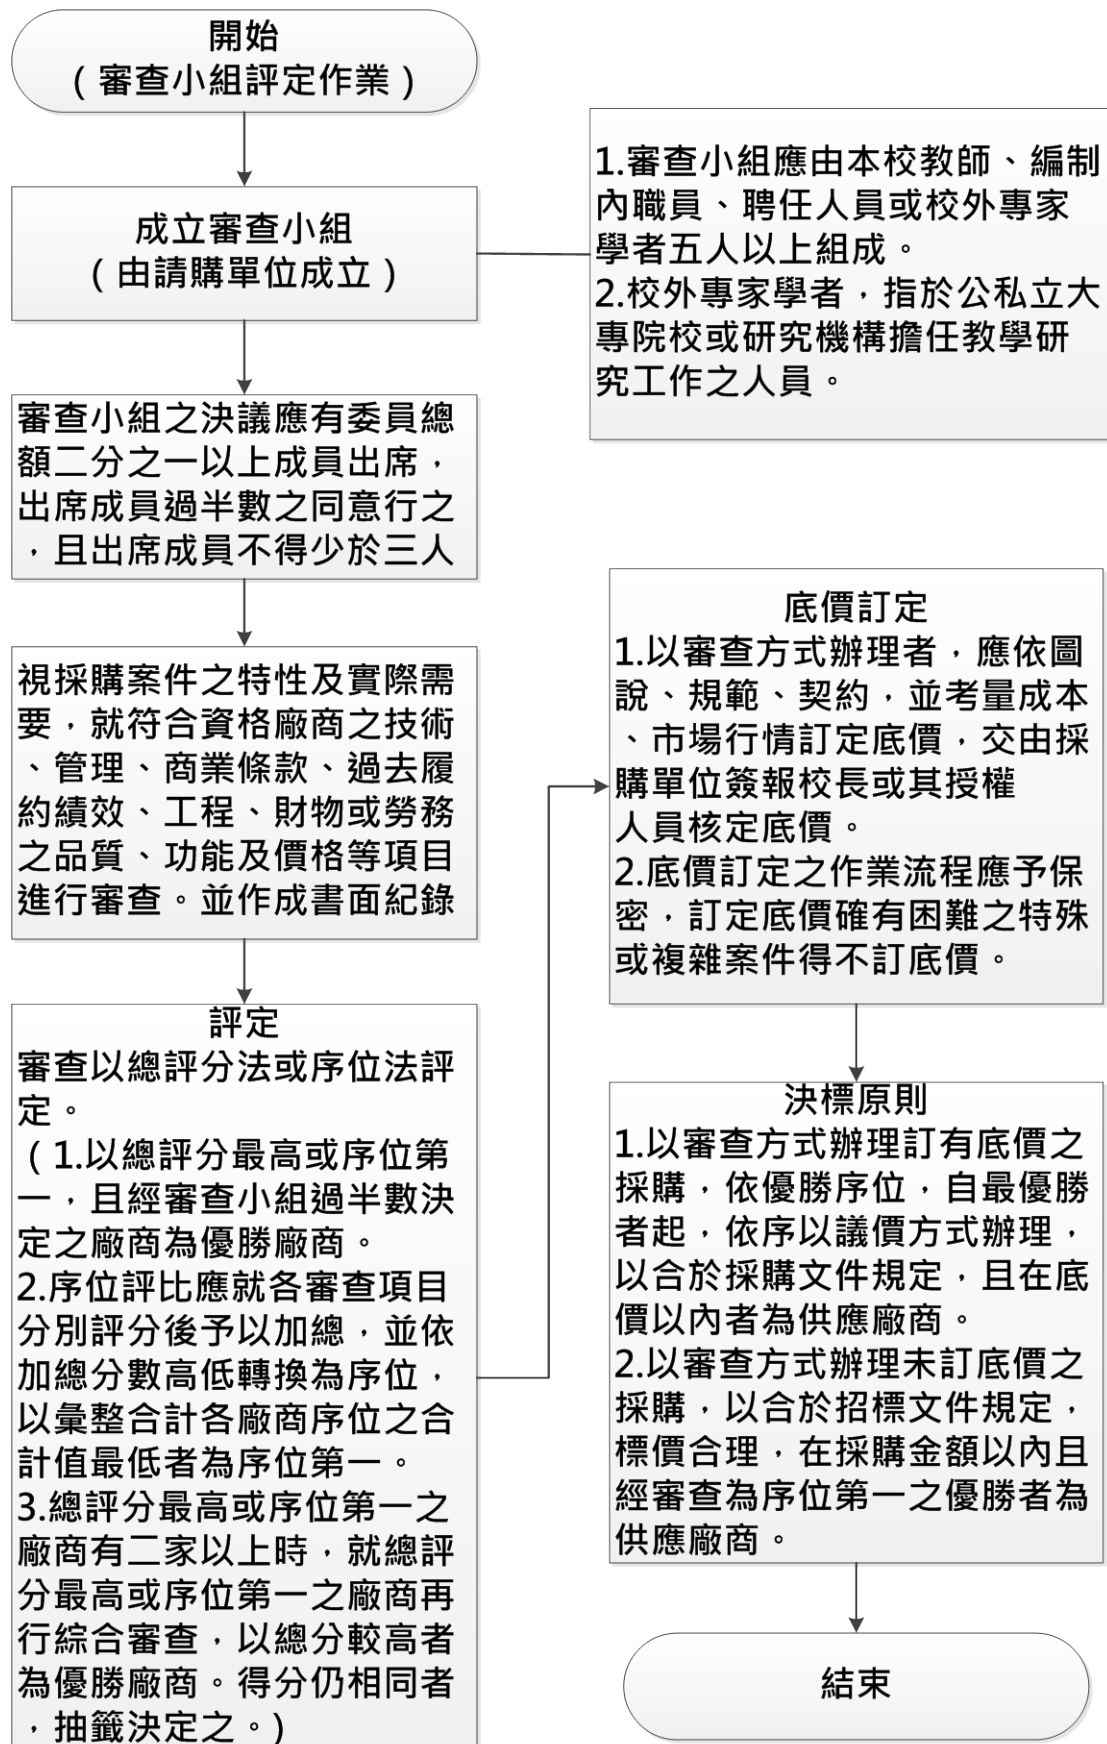 開始
（審查小組評定作業）
成立審查小組
（由請購單位成立）
1.審查小組應由本校教師、編制
內職員、聘任人員或校外專家
學者五人以上組成。
2.校外專家學者，指於公私立大
專院校或研究機構擔任教學研
究工作之人員。
審查小組之決議應有委員總
額二分之一以上成員出席，
出席成員過半數之同意行之
，且出席成員不得少於三人
視採購案件之特性及實際需
要，就符合資格廠商之技術
、管理、商業條款、過去履
約績效、工程、財物或勞務
之品質、功能及價格等項目
進行審查。並作成書面紀錄
評定
審查以總評分法或序位法評
定。
（1.以總評分最高或序位第
一，且經審查小組過半數決
定之廠商為優勝廠商。
2.序位評比應就各審查項目
分別評分後予以加總，並依
加總分數高低轉換為序位，
以彙整合計各廠商序位之合
計值最低者為序位第一。
3.總評分最高或序位第一之
廠商有二家以上時，就總評
分最高或序位第一之廠商再
行綜合審查，以總分較高者
為優勝廠商。得分仍相同者
，抽籤決定之。)
底價訂定
1.以審查方式辦理者，應依圖
說、規範、契約，並考量成本
、市場行情訂定底價，交由採
購單位簽報校長或其授權
人員核定底價。
2.底價訂定之作業流程應予保
密，訂定底價確有困難之特殊
或複雜案件得不訂底價。
決標原則
1.以審查方式辦理訂有底價之
採購，依優勝序位，自最優勝
者起，依序以議價方式辦理，
以合於採購文件規定，且在底
價以內者為供應廠商。
2.以審查方式辦理未訂底價之
採購，以合於招標文件規定，
標價合理，在採購金額以內且
經審查為序位第一之優勝者為
供應廠商。
結束